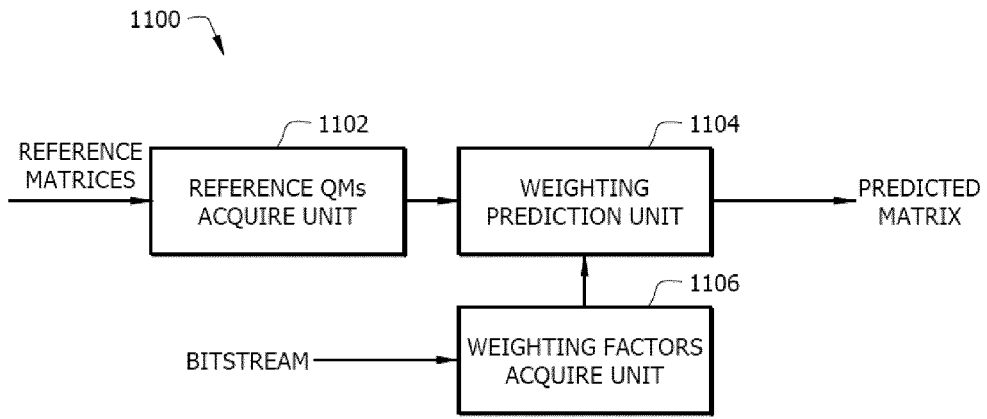 1100
1102
1104
REFERENCE
MATRICES
REFERENCE QMs
ACQUIRE UNIT
WEIGHTING
PREDICTION UNIT
PREDICTED
MATRIX
1106
BITSTREAM
WEIGHTING FACTORS
ACQUIRE UNIT